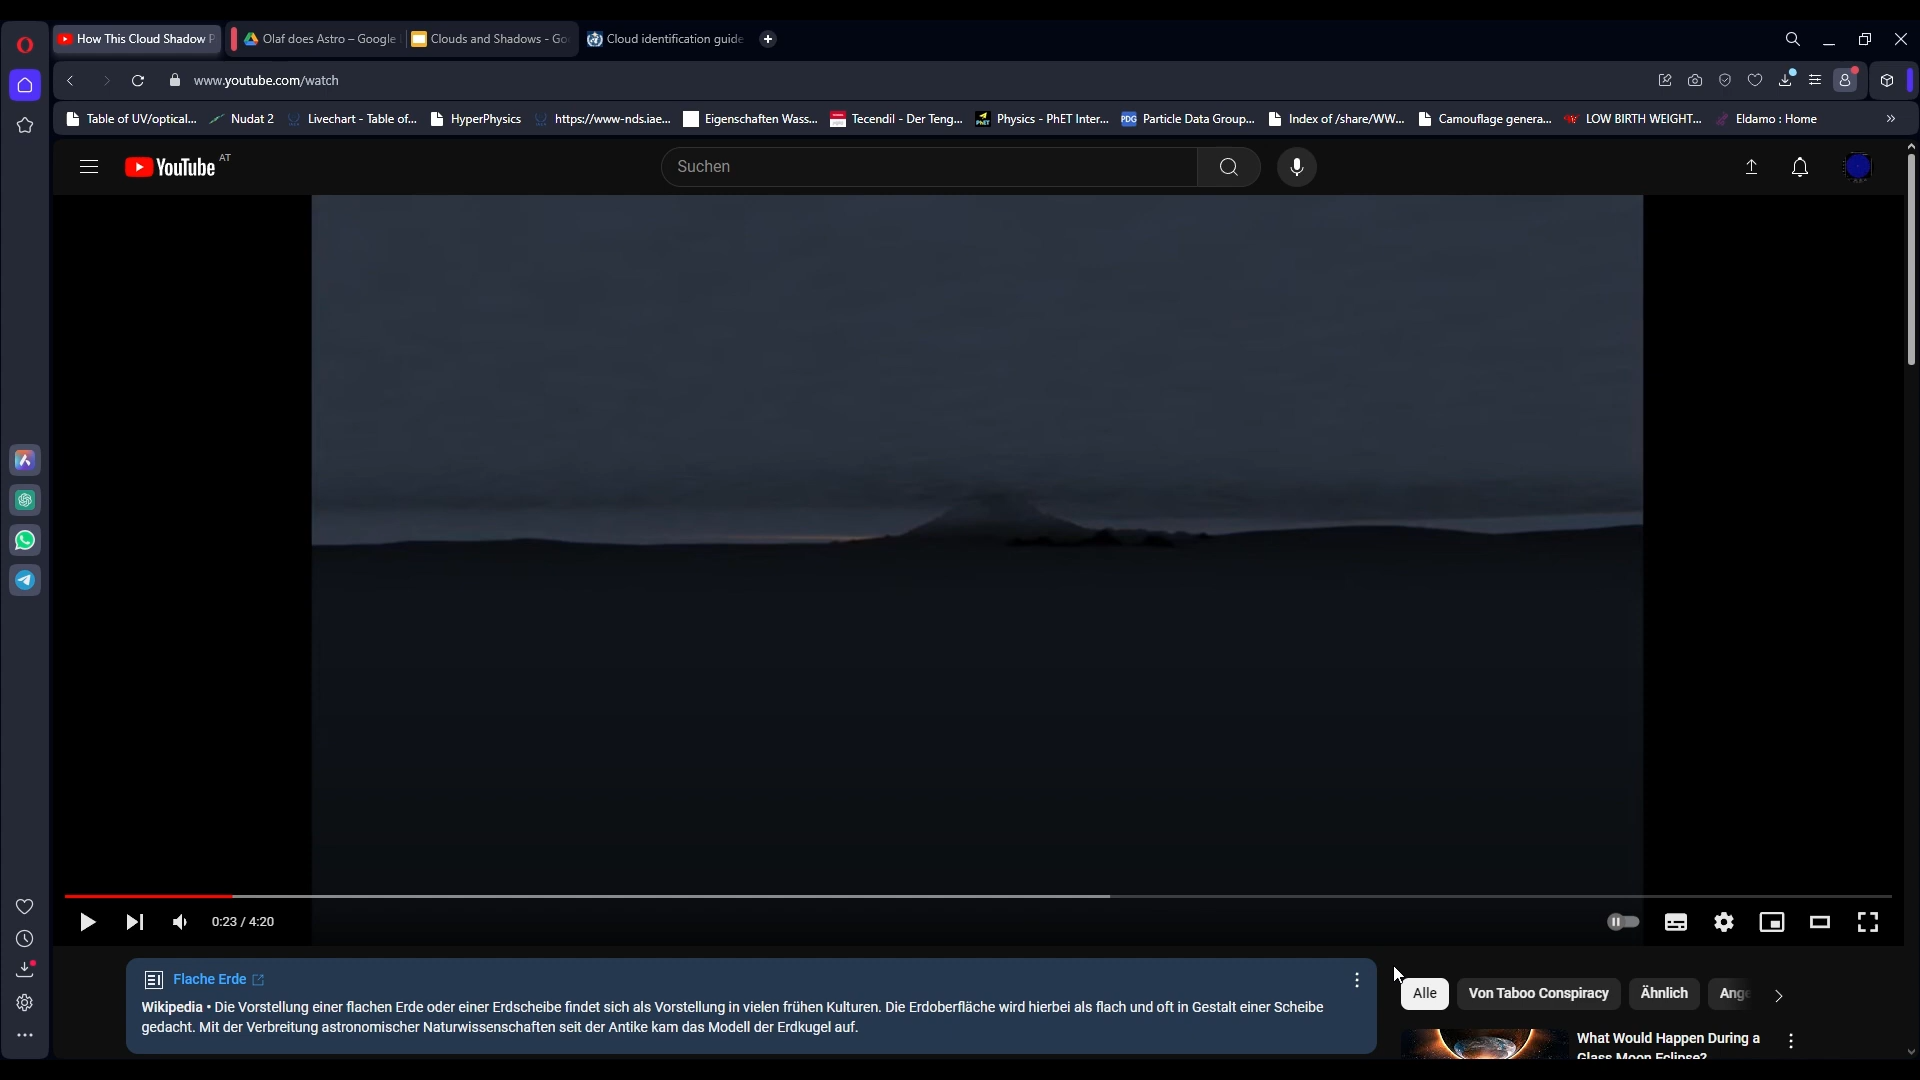 How This Cloud Shadow P
Olaf does Astro – Google
Clouds and Shadows - Go
Cloud identification guide
www.youtube.com/watch
Table of UV/optical...
Nudat 2
Livechart - Table of...
HyperPhysics
https://www-nds.iae...
Eigenschaften Wass...
Tecendil - Der Teng...
Physics - PhET Inter...
PDG Particle Data Group...
Index of /share/WW...
Camouflage genera...
LOW BIRTH WEIGHT...
Eldamo : Home
YouTube AT
Suchen
0:23 / 4:20
Flache Erde
Wikipedia • Die Vorstellung einer flachen Erde oder einer Erdscheibe findet sich als Vorstellung in vielen frühen Kulturen. Die Erdoberfläche wird hierbei als flach und oft in Gestalt einer Scheibe
gedacht. Mit der Verbreitung astronomischer Naturwissenschaften seit der Antike kam das Modell der Erdkugel auf.
Alle
Von Taboo Conspiracy
Ähnlich
Ange
What Would Happen During a
Glass Moon Eclipse?